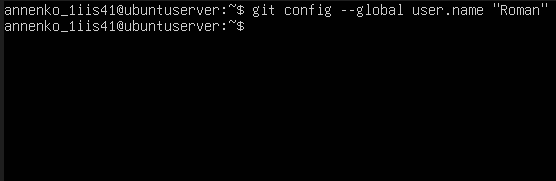 annenko_1iis41@ubuntuserver:~$ git config --global user.name "Roman"
annenko_1iis41@ubuntuserver:~$